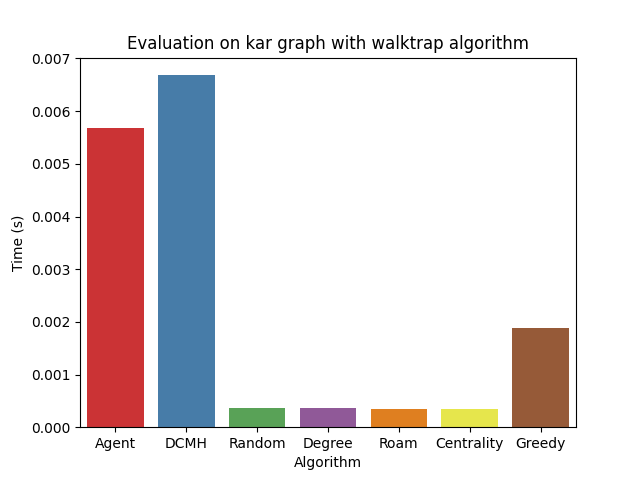 Evaluation on kar graph with walktrap algorithm
0.007
0.006
0.005
0.004
0.003
0.002
0.001
0.000
Time (s)
Agent DCMH Random Degree Roam Centrality Greedy
Algorithm